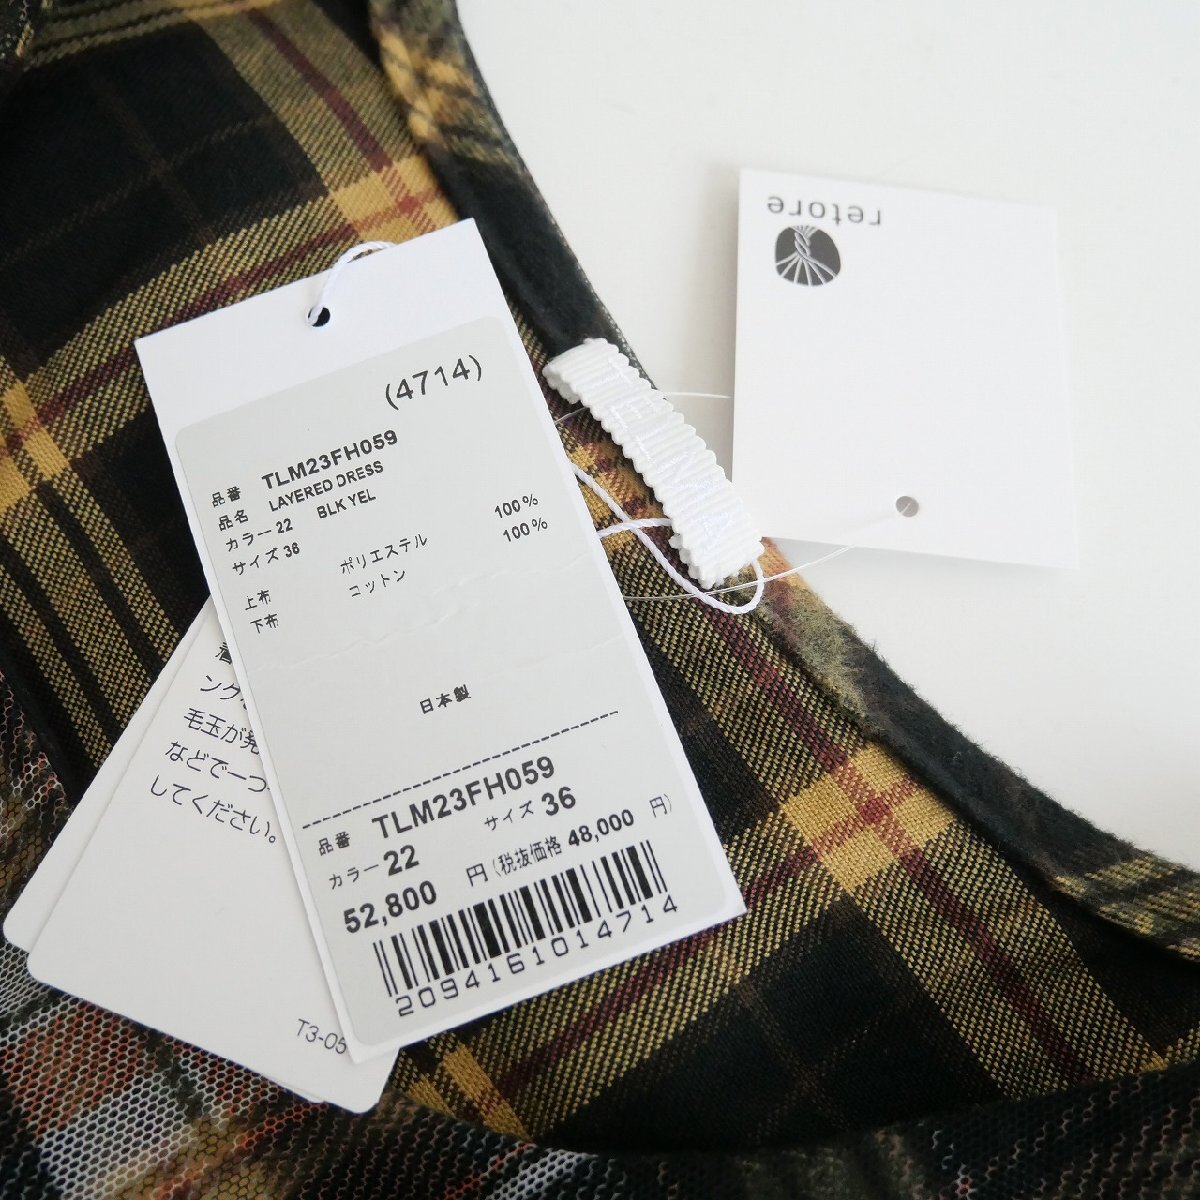 (4714)
品番 TLM23FH059
品名 LAYERED DRESS
カラー 22 BLK YEL
サイズ 36
上布 ポリエステル 100%
下布 コットン 100%
日本製
品番 TLM23FH059
カラー 22 サイズ 36
52,800 円(税抜価格 48,000 円)
2094161014714
ング
毛玉が発
などで一つ
してください。
T3-05
retore